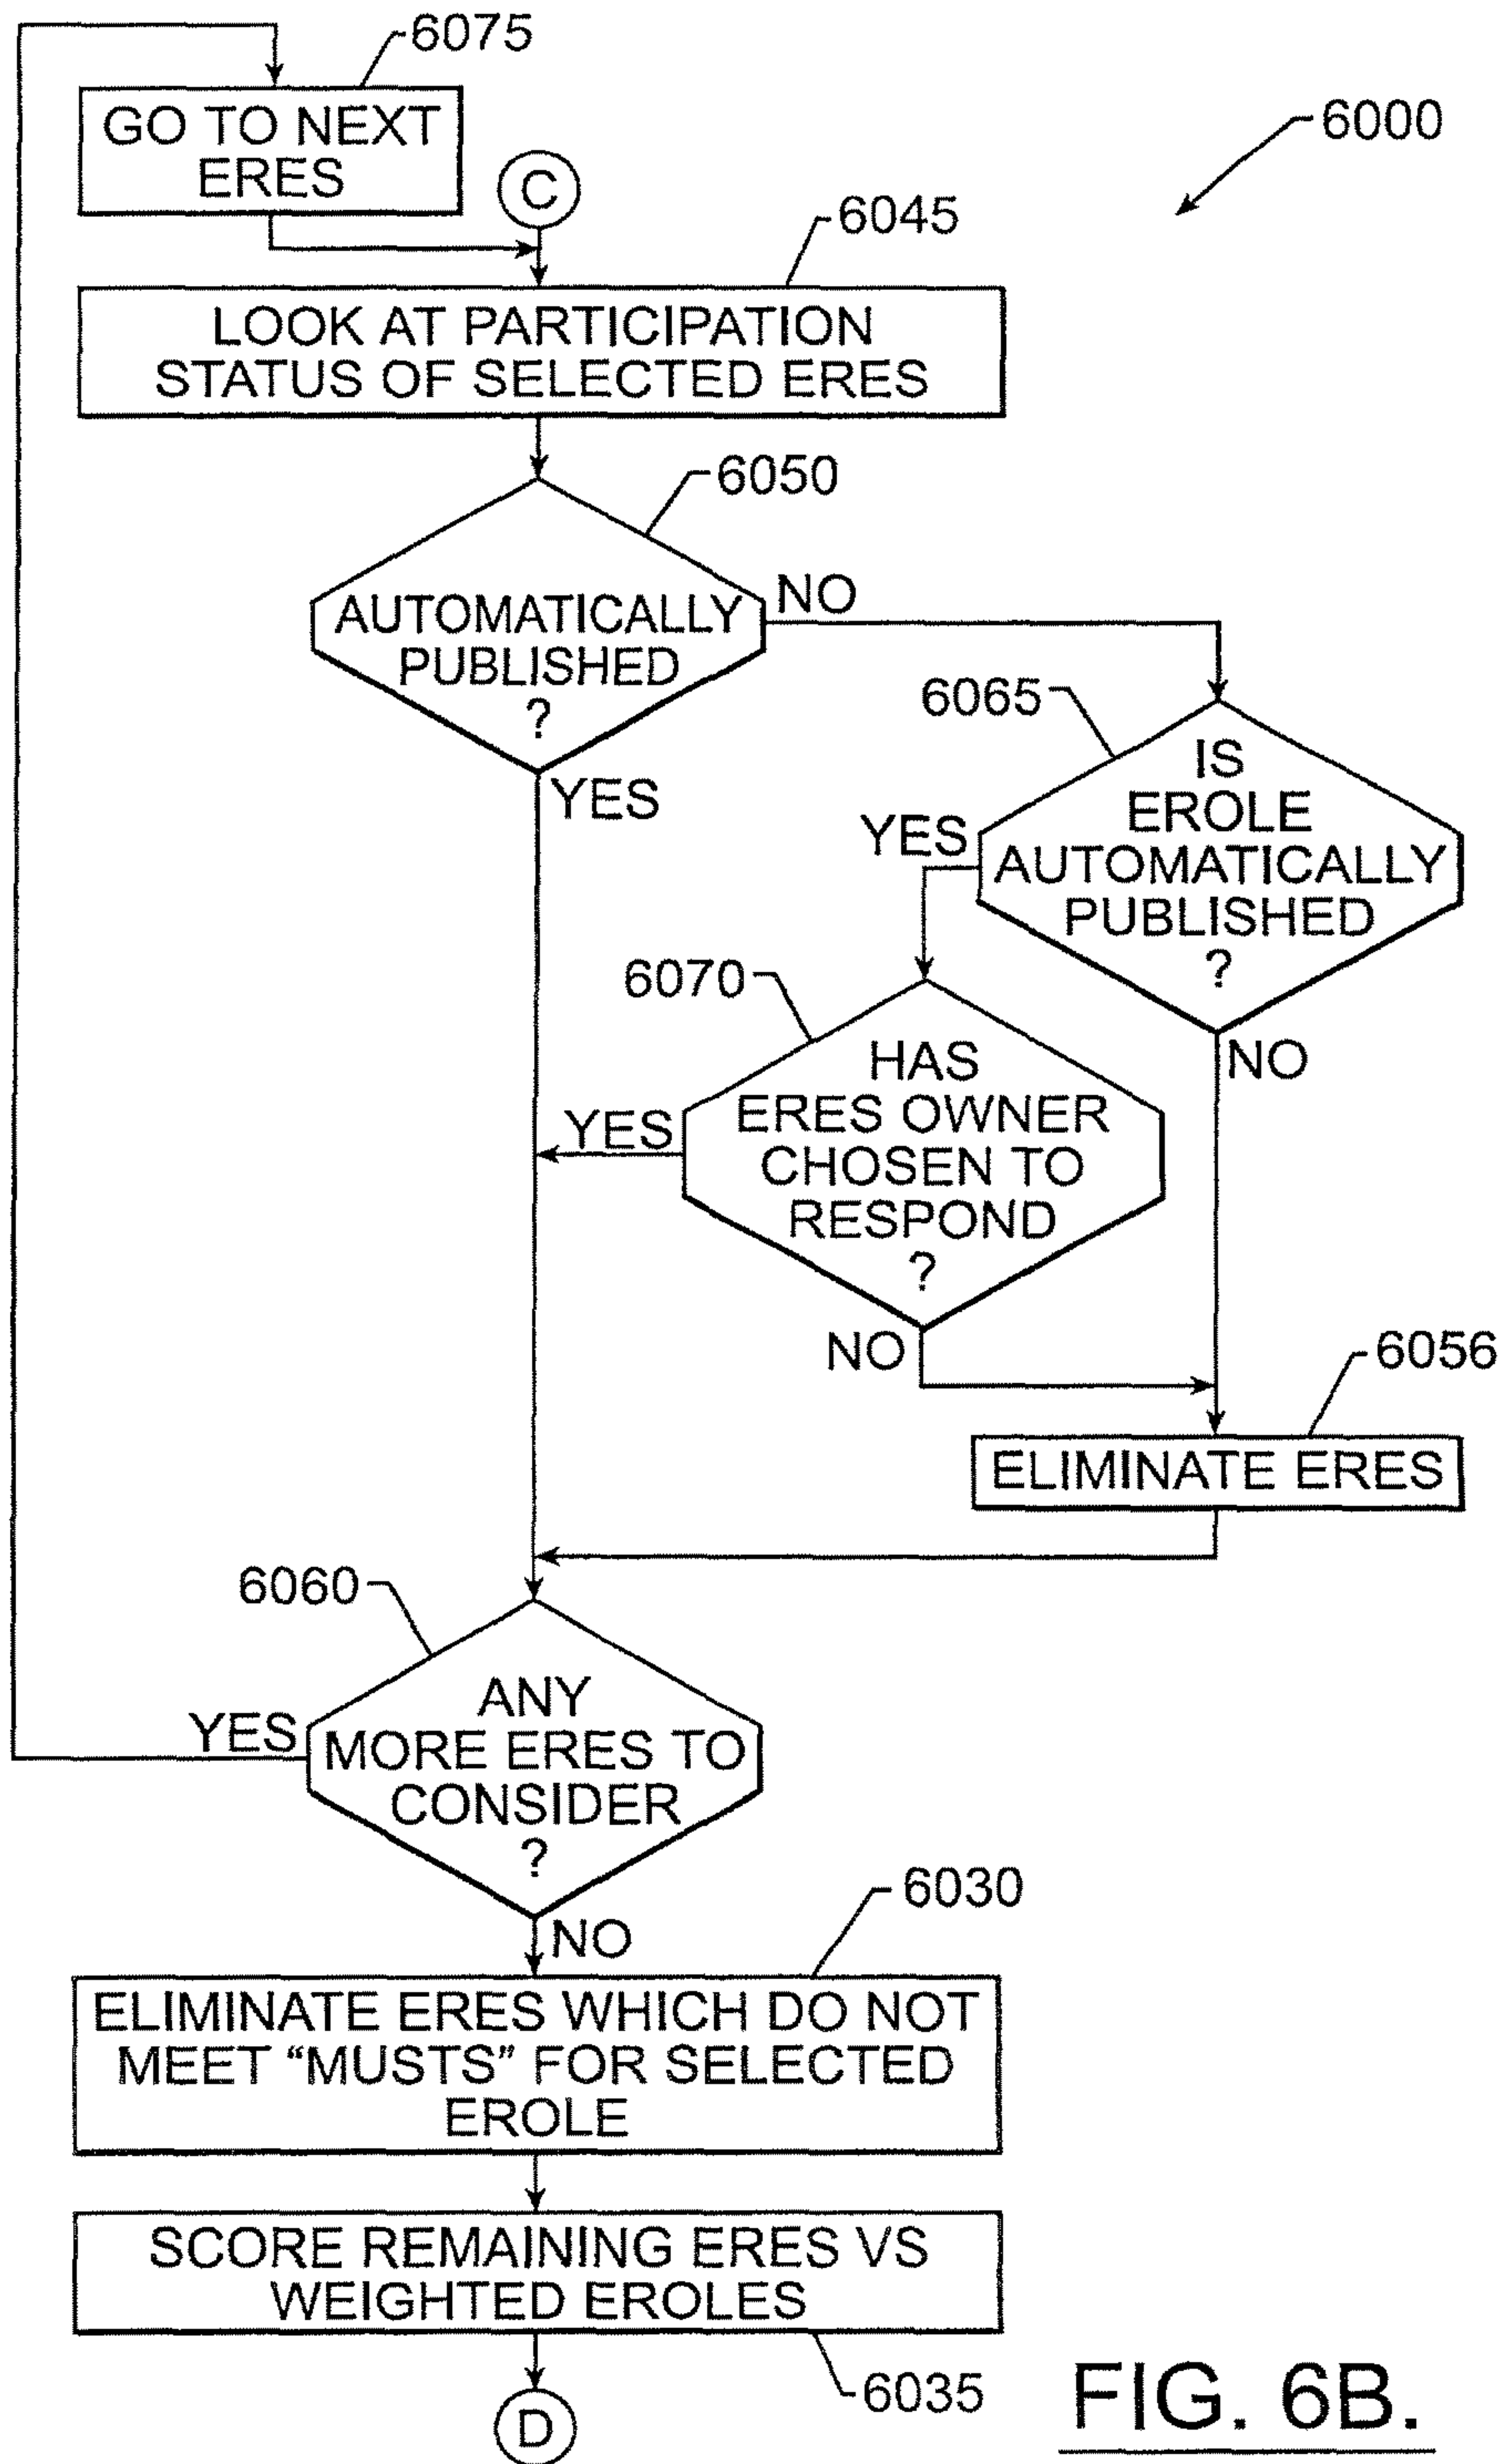 6075
GO TO NEXT
ERES
6000
C
6045
LOOK AT PARTICIPATION
STATUS OF SELECTED ERES
6050
AUTOMATICALLY
PUBLISHED
?
NO
YES
6065
IS
EROLE
AUTOMATICALLY
PUBLISHED
?
YES
NO
6070
HAS
ERES OWNER
CHOSEN TO
RESPOND
?
YES
NO
6056
ELIMINATE ERES
6060
ANY
MORE ERES TO
CONSIDER
?
YES
NO
6030
ELIMINATE ERES WHICH DO NOT
MEET “MUSTS” FOR SELECTED
EROLE
SCORE REMAINING ERES VS
WEIGHTED EROLES
6035
D
FIG. 6B.